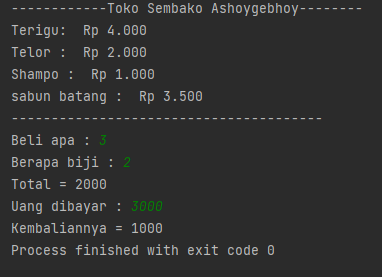 ------------Toko Sembako Ashoygebhoy--------
Terigu:  Rp 4.000
Telor :  Rp 2.000
Shampo :  Rp 1.000
sabun batang :  Rp 3.500
---------------------------------------
Beli apa : 3
Berapa biji : 2
Total = 2000
Uang dibayar : 3000
Kembaliannya = 1000
Process finished with exit code 0